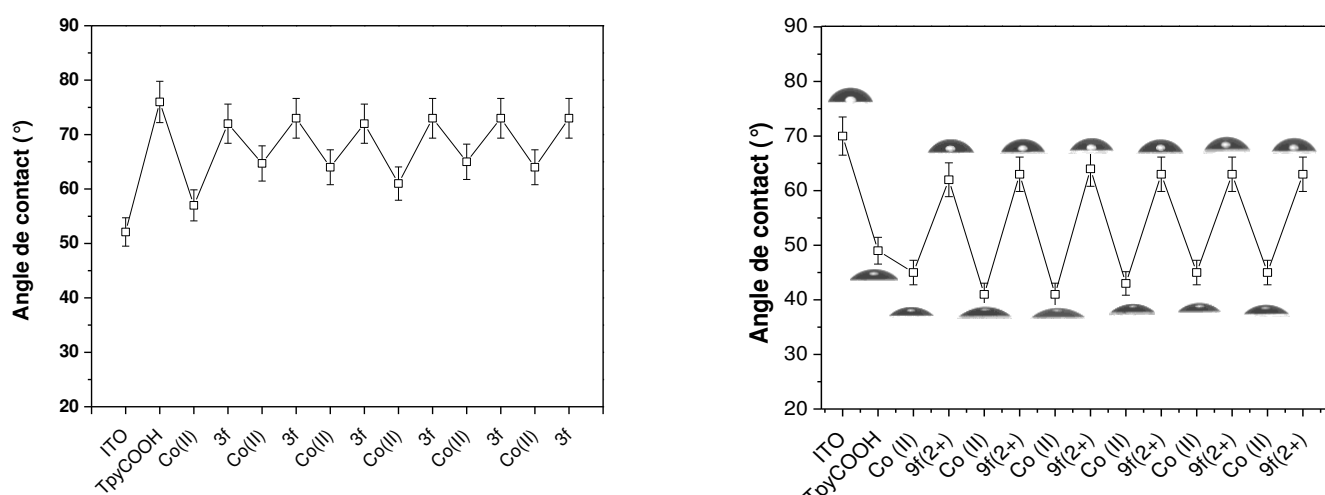 90
80
70
60
50
40
30
20
Angle de contact (°)
ITO
TpyCOOH
Co(II)
3f
Co(II)
3f
Co(II)
3f
Co(II)
3f
Co(II)
3f
Co(II)
3f
90
80
70
60
50
40
30
20
Angle de contact (°)
ITO
TpyCOOH
Co (II)
9f(2+)
Co (II)
9f(2+)
Co (II)
9f(2+)
Co (II)
9f(2+)
Co (II)
9f(2+)
Co (II)
9f(2+)